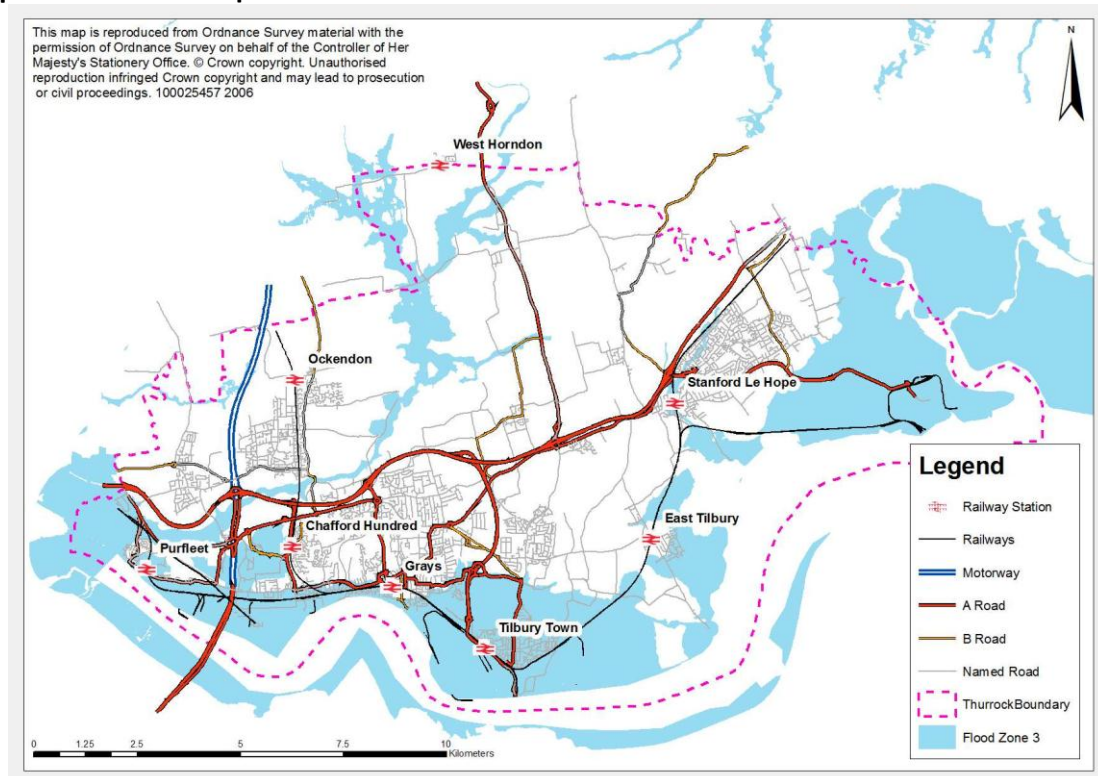 This map is reproduced from Ordnance Survey material with the
permission of Ordnance Survey on behalf of the Controller of Her
Majesty's Stationery Office. © Crown copyright. Unauthorised
reproduction infringed Crown copyright and may lead to prosecution
or civil proceedings. 100025457 2006
N
West Horndon
Ockendon
Stanford Le Hope
Chafford Hundred
East Tilbury
Purfleet
Grays
Tilbury Town
Legend
Railway Station
Railways
Motorway
A Road
B Road
Named Road
ThurrockBoundary
Flood Zone 3
0 1.25 2.5 5 7.5 10
Kilometers